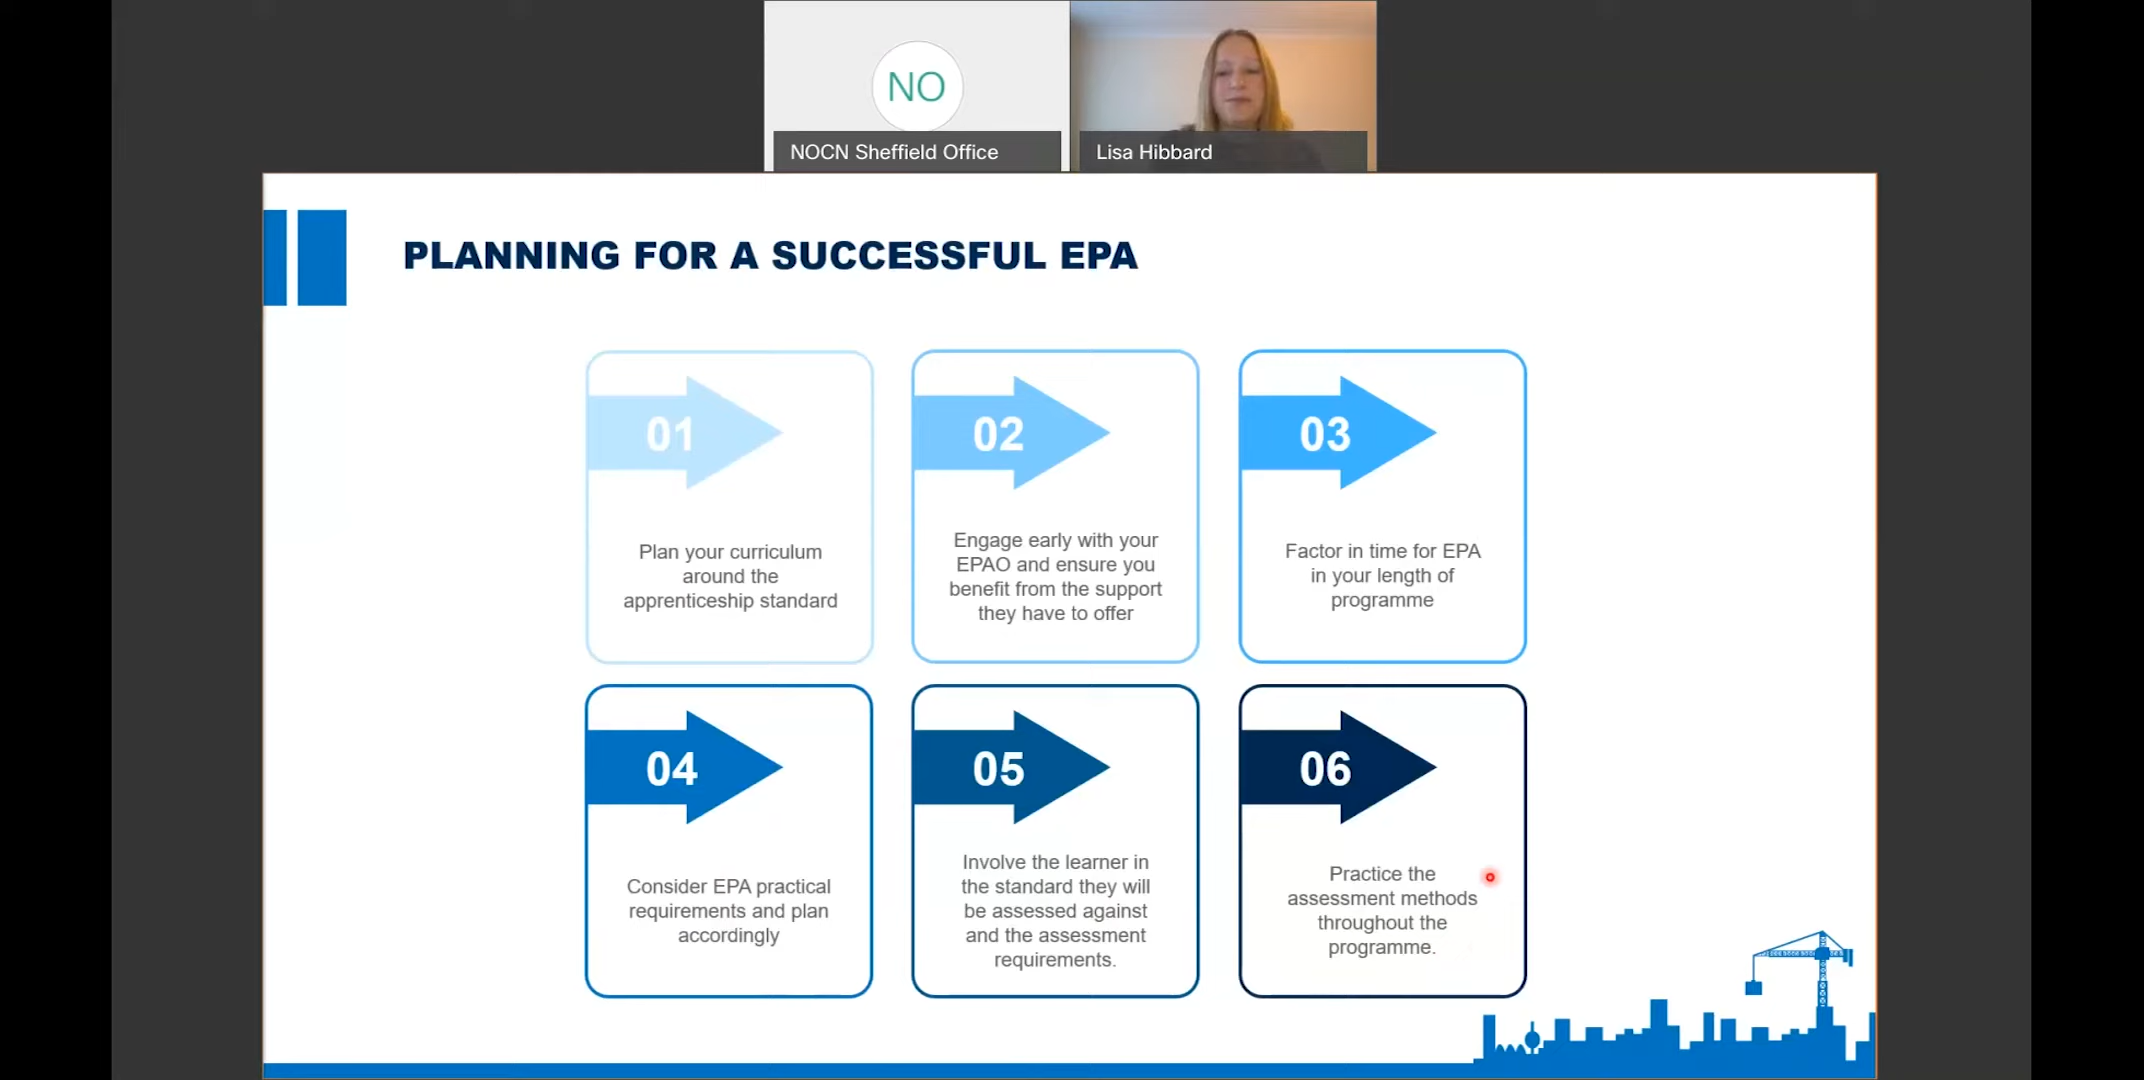 NO
NOCN Sheffield Office
Lisa Hibbard
PLANNING FOR A SUCCESSFUL EPA
01
Plan your curriculum
around the
apprenticeship standard
02
Engage early with your
EPAO and ensure you
benefit from the support
they have to offer
03
Factor in time for EPA
in your length of
programme
04
Consider EPA practical
requirements and plan
accordingly
05
Involve the learner in
the standard they will
be assessed against
and the assessment
requirements.
06
Practice the
assessment methods
throughout the
programme.